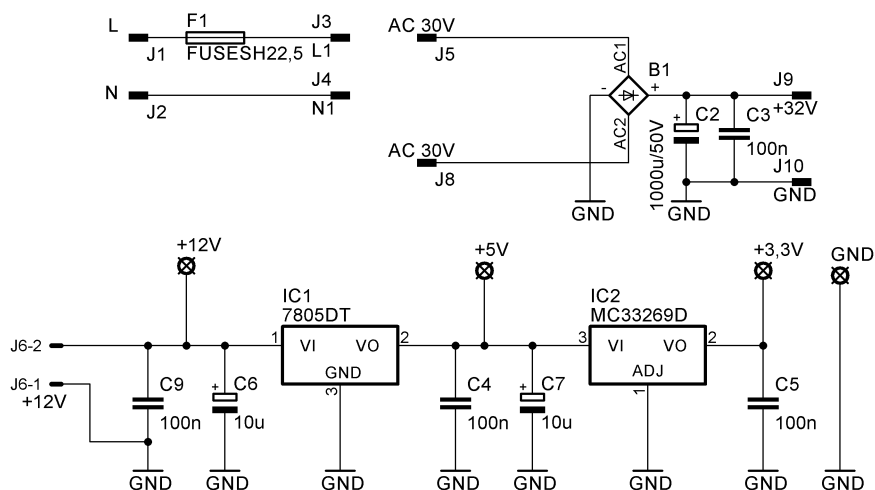 L
F1
J3
J1
FUSESH22,5
L1
J4
N
J2
N1
AC 30V
J5
AC1
B1
-
+
AC2
AC 30V
J8
J9
+32V
C2
+
1000u/50V
C3
100n
J10
GND
GND
GND
+12V
+5V
+3,3V
GND
IC1
7805DT
IC2
MC33269D
J6-2
1
VI
VO
2
GND
3
3
VI
VO
2
ADJ
1
J6-1
+12V
C9
100n
+
C6
10u
C4
100n
+
C7
10u
C5
100n
GND
GND
GND
GND
GND
GND
GND
GND